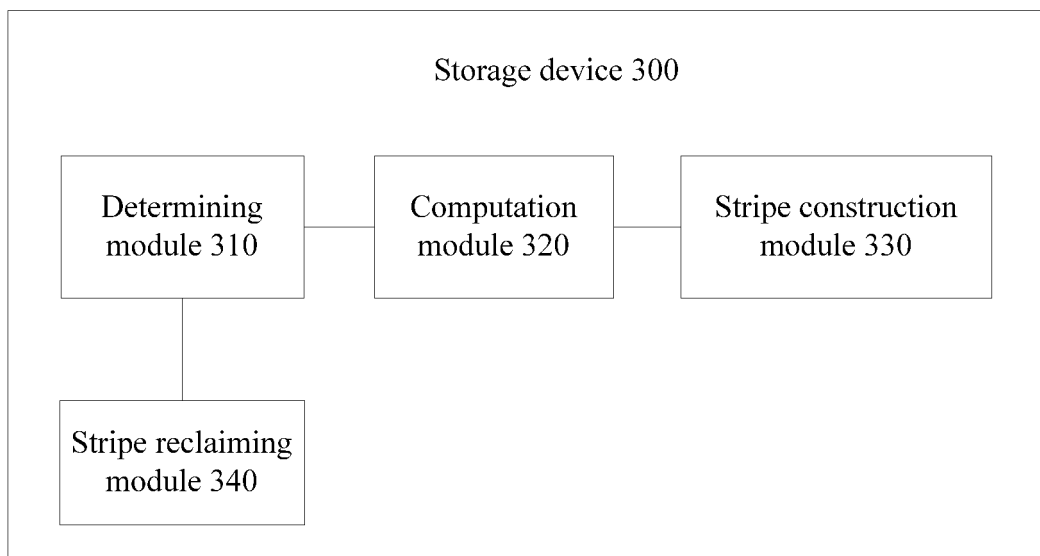 Storage device 300
Determining
module 310
Computation
module 320
Stripe construction
module 330
Stripe reclaiming
module 340